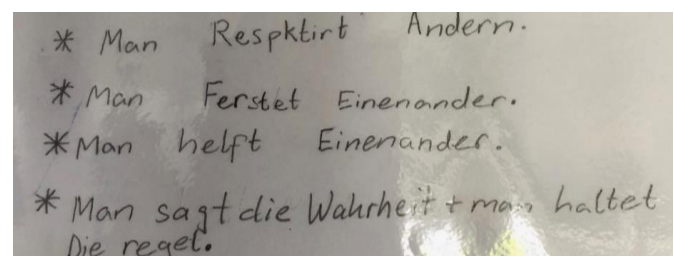 * Man Respktirt Andern.
* Man Ferstet Einenander.
* Man helft Einenander.
* Man sagt die Wahrheit + man haltet
Die regel.